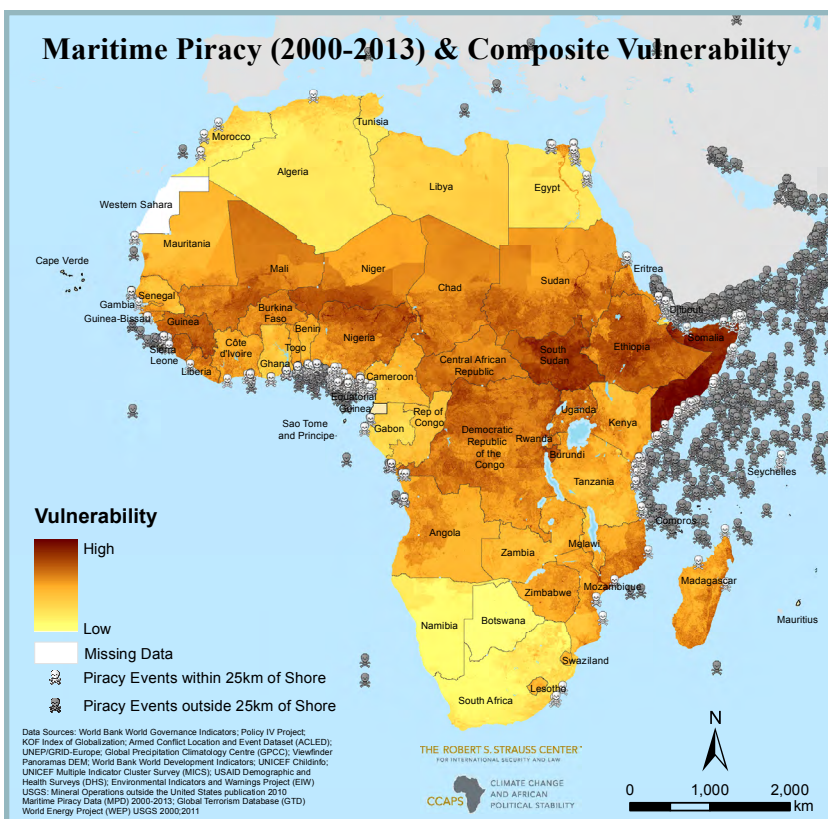 Maritime Piracy (2000-2013) & Composite Vulnerability
Tunisia
Morocco
Algeria
Libya
Egypt
Western Sahara
Mauritania
Cape Verde
Mali
Niger
Chad
Sudan
Eritrea
Senegal
Gambia
Guinea-Bissau
Guinea
Burkina
Faso
Benin
Nigeria
Djibouti
Somalia
Sierra
Leone
Côte
d'Ivoire
Togo
Ghana
Liberia
Central African
Republic
South
Sudan
Ethiopia
Cameroon
Equatorial
Guinea
Sao Tome
and Principe
Gabon
Rep of
Congo
Democratic
Republic
of the
Congo
Uganda
Kenya
Rwanda
Burundi
Tanzania
Seychelles
Comoros
Angola
Zambia
Malawi
Mozambique
Madagascar
Zimbabwe
Mauritius
Namibia
Botswana
Swaziland
Lesotho
South Africa
Vulnerability
High
Low
Missing Data
Piracy Events within 25km of Shore
Piracy Events outside 25km of Shore
Data Sources: World Bank World Governance Indicators; Policy IV Project;
KOF Index of Globalization; Armed Conflict Location and Event Dataset (ACLED);
UNEP/GRID-Europe; Global Precipitation Climatology Centre (GPCC); Viewfinder
Panoramas DEM; World Bank World Development Indicators; UNICEF Childinfo;
UNICEF Multiple Indicator Cluster Survey (MICS); USAID Demographic and
Health Surveys (DHS); Environmental Indicators and Warnings Project (EIW)
USGS: Mineral Operations outside the United States publication 2010
Maritime Piracy Data (MPD) 2000-2013; Global Terrorism Database (GTD)
World Energy Project (WEP) USGS 2000;2011
THE ROBERT S. STRAUSS CENTER
FOR INTERNATIONAL SECURITY AND LAW
CCAPS
CLIMATE CHANGE
AND AFRICAN
POLITICAL STABILITY
N
0 1,000 2,000
km